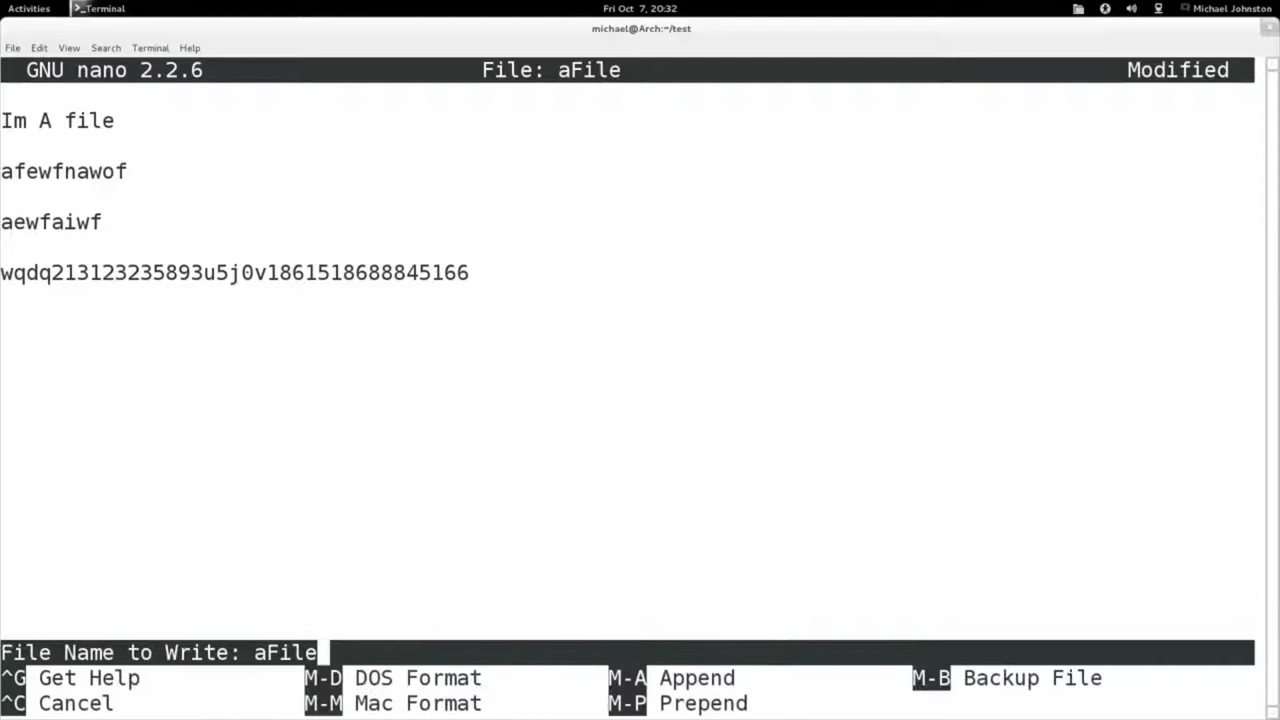 Activities Terminal Fri Oct 7, 20:32 Michael Johnston
michael@Arch:~/test
File Edit View Search Terminal Help
GNU nano 2.2.6 File: aFile Modified
Im A file
afewfnawof
aewfaiwf
wqdq213123235893u5j0v1861518688845166
File Name to Write: aFile
^G Get Help M-D DOS Format M-A Append M-B Backup File
^C Cancel M-M Mac Format M-P Prepend